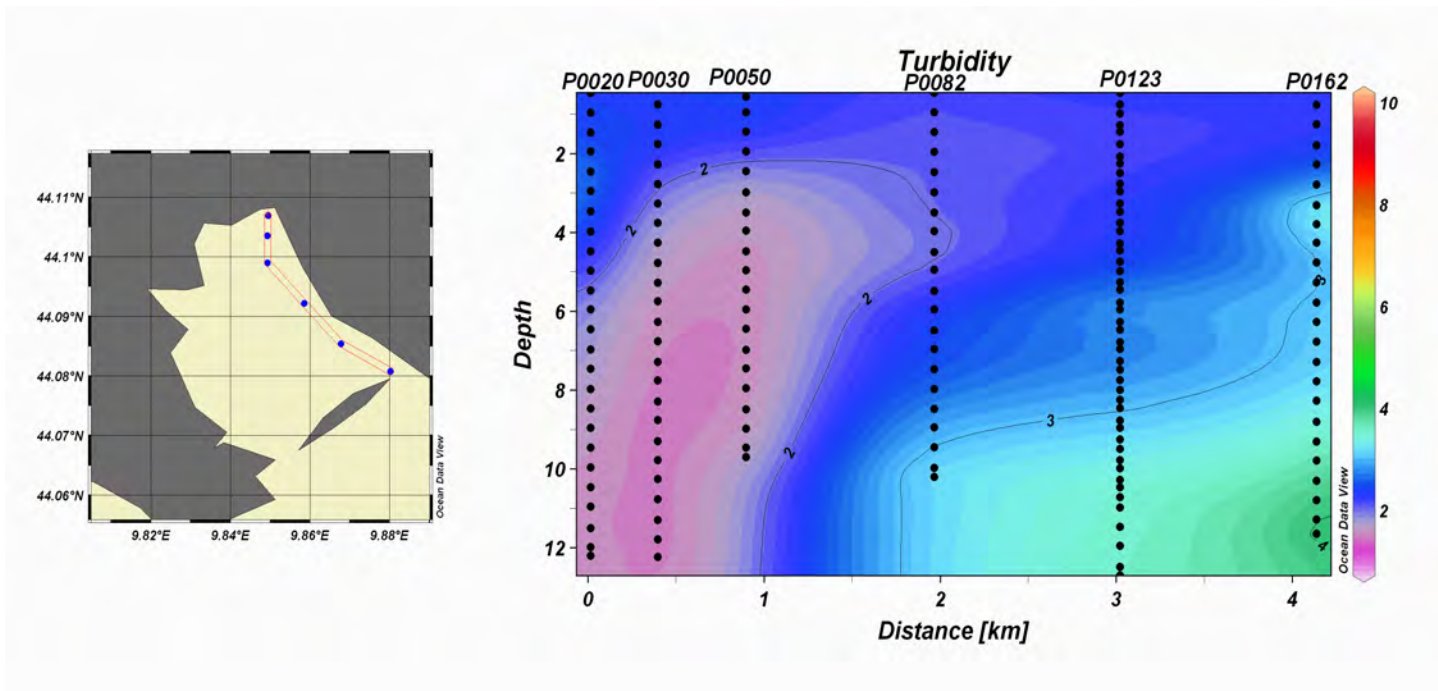 44.11°N
44.1°N
44.09°N
44.08°N
44.07°N
44.06°N
9.82°E 9.84°E 9.86°E 9.88°E
Ocean Data View
Turbidity
P0020 P0030 P0050 P0082 P0123 P0162
Depth
2
4
6
8
10
12
2
2
2
2
3
3
4
0 1 2 3 4
Distance [km]
Ocean Data View
10
8
6
4
2